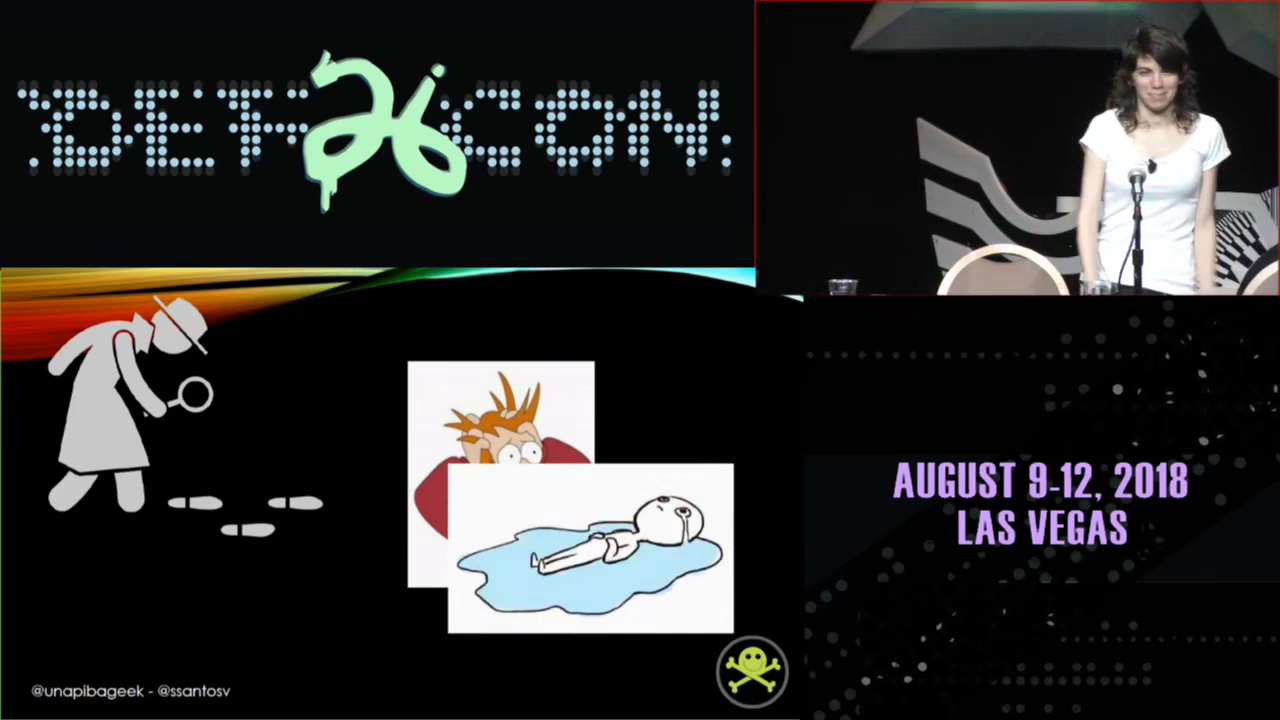 DEF 26 CON
AUGUST 9-12, 2018
LAS VEGAS
@unapibageek - @ssantosv